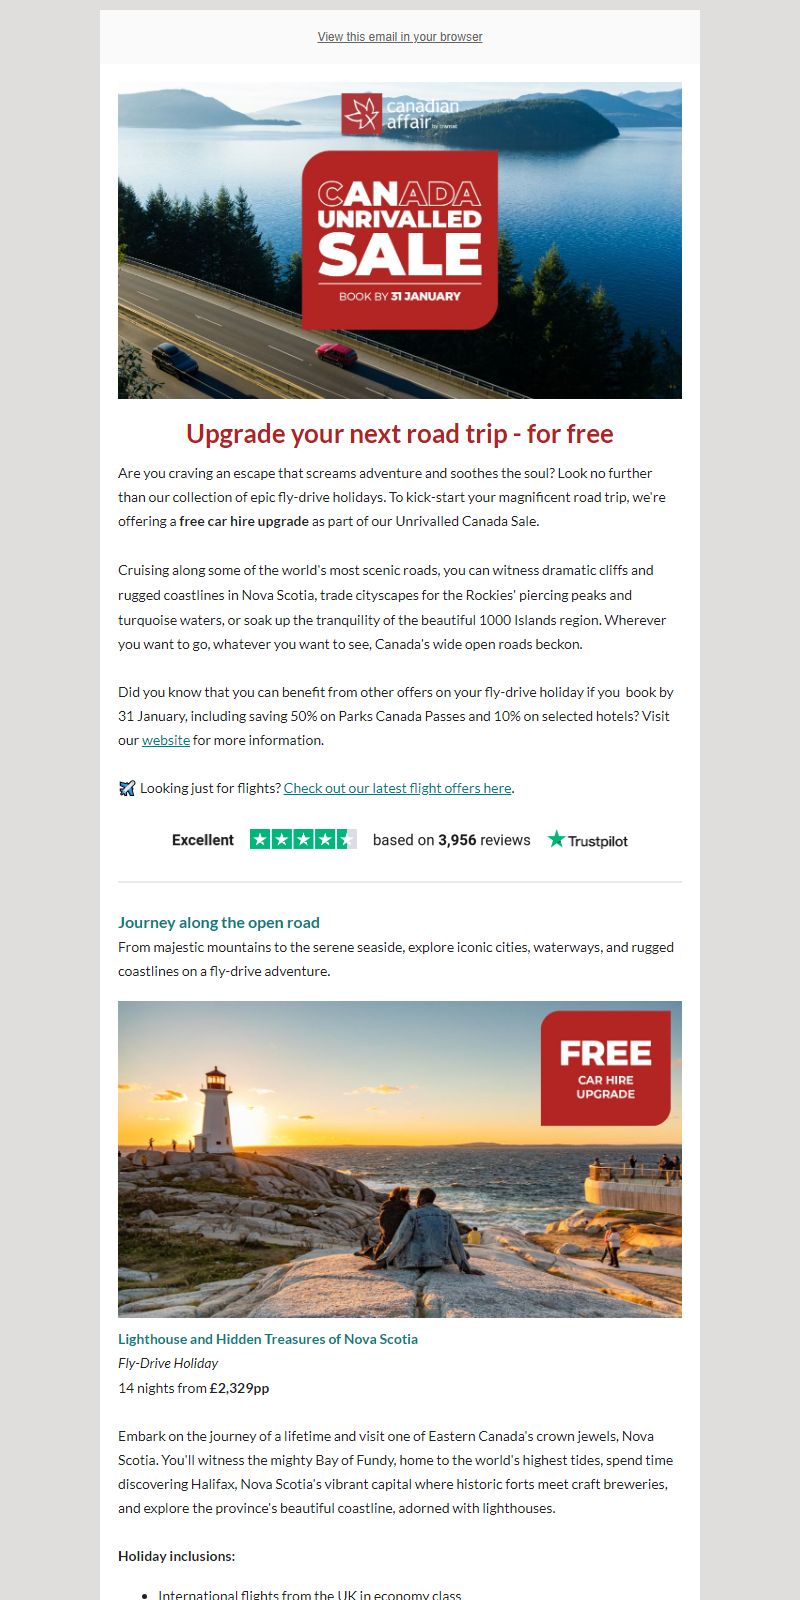 View this email in your browser
canadian
affair by transat
CANADA
UNRIVALLED
SALE
BOOK BY 31 JANUARY
Upgrade your next road trip - for free
Are you craving an escape that screams adventure and soothes the soul? Look no further
than our collection of epic fly-drive holidays. To kick-start your magnificent road trip, we're
offering a free car hire upgrade as part of our Unrivalled Canada Sale.
Cruising along some of the world's most scenic roads, you can witness dramatic cliffs and
rugged coastlines in Nova Scotia, trade cityscapes for the Rockies' piercing peaks and
turquoise waters, or soak up the tranquility of the beautiful 1000 Islands region. Wherever
you want to go, whatever you want to see, Canada's wide open roads beckon.
Did you know that you can benefit from other offers on your fly-drive holiday if you book by
31 January, including saving 50% on Parks Canada Passes and 10% on selected hotels? Visit
our website for more information.
Looking just for flights? Check out our latest flight offers here.
Excellent based on 3,956 reviews Trustpilot
Journey along the open road
From majestic mountains to the serene seaside, explore iconic cities, waterways, and rugged
coastlines on a fly-drive adventure.
FREE
CAR HIRE
UPGRADE
Lighthouse and Hidden Treasures of Nova Scotia
Fly-Drive Holiday
14 nights from £2,329pp
Embark on the journey of a lifetime and visit one of Eastern Canada's crown jewels, Nova
Scotia. You'll witness the mighty Bay of Fundy, home to the world's highest tides, spend time
discovering Halifax, Nova Scotia's vibrant capital where historic forts meet craft breweries,
and explore the province's beautiful coastline, adorned with lighthouses.
Holiday inclusions:
• International flights from the UK in economy class